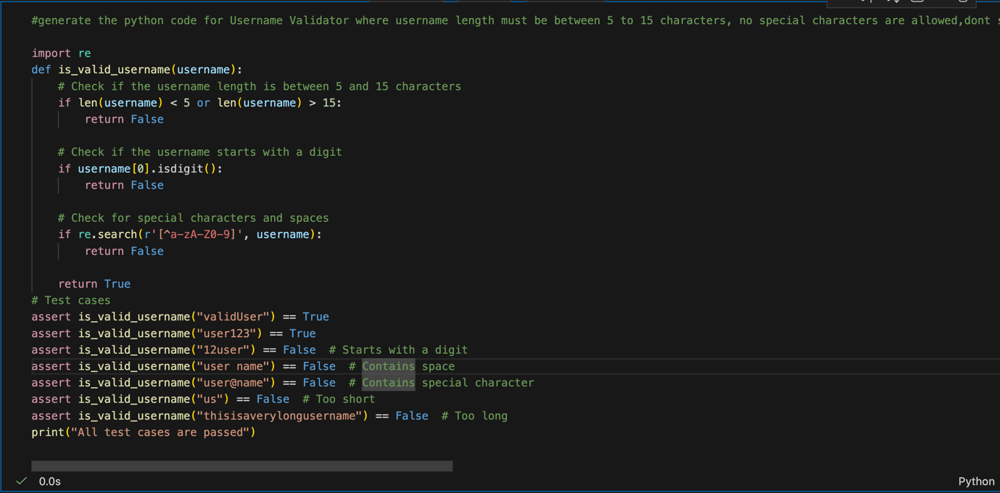 #generate the python code for Username Validator where username length must be between 5 to 15 characters, no special characters are allowed,dont
import re
def is_valid_username(username):
    # Check if the username length is between 5 and 15 characters
    if len(username) < 5 or len(username) > 15:
        return False
    # Check if the username starts with a digit
    if username[0].isdigit():
        return False
    # Check for special characters and spaces
    if re.search(r'[^a-zA-Z0-9]', username):
        return False
    return True
# Test cases
assert is_valid_username("validUser") == True
assert is_valid_username("user123") == True
assert is_valid_username("12user") == False  # Starts with a digit
assert is_valid_username("user name") == False  # Contains space
assert is_valid_username("user@name") == False  # Contains special character
assert is_valid_username("us") == False  # Too short
assert is_valid_username("thisisaverylongusername") == False  # Too long
print("All test cases are passed")
0.0s
Python